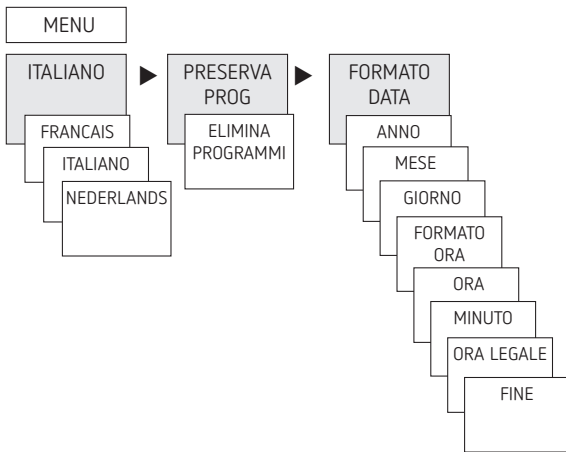 MENU
ITALIANO
FRANCAIS
ITALIANO
NEDERLANDS
PRESERVA
PROG
ELIMINA
PROGRAMMI
FORMATO
DATA
ANNO
MESE
GIORNO
FORMATO
ORA
ORA
MINUTO
ORA LEGALE
FINE